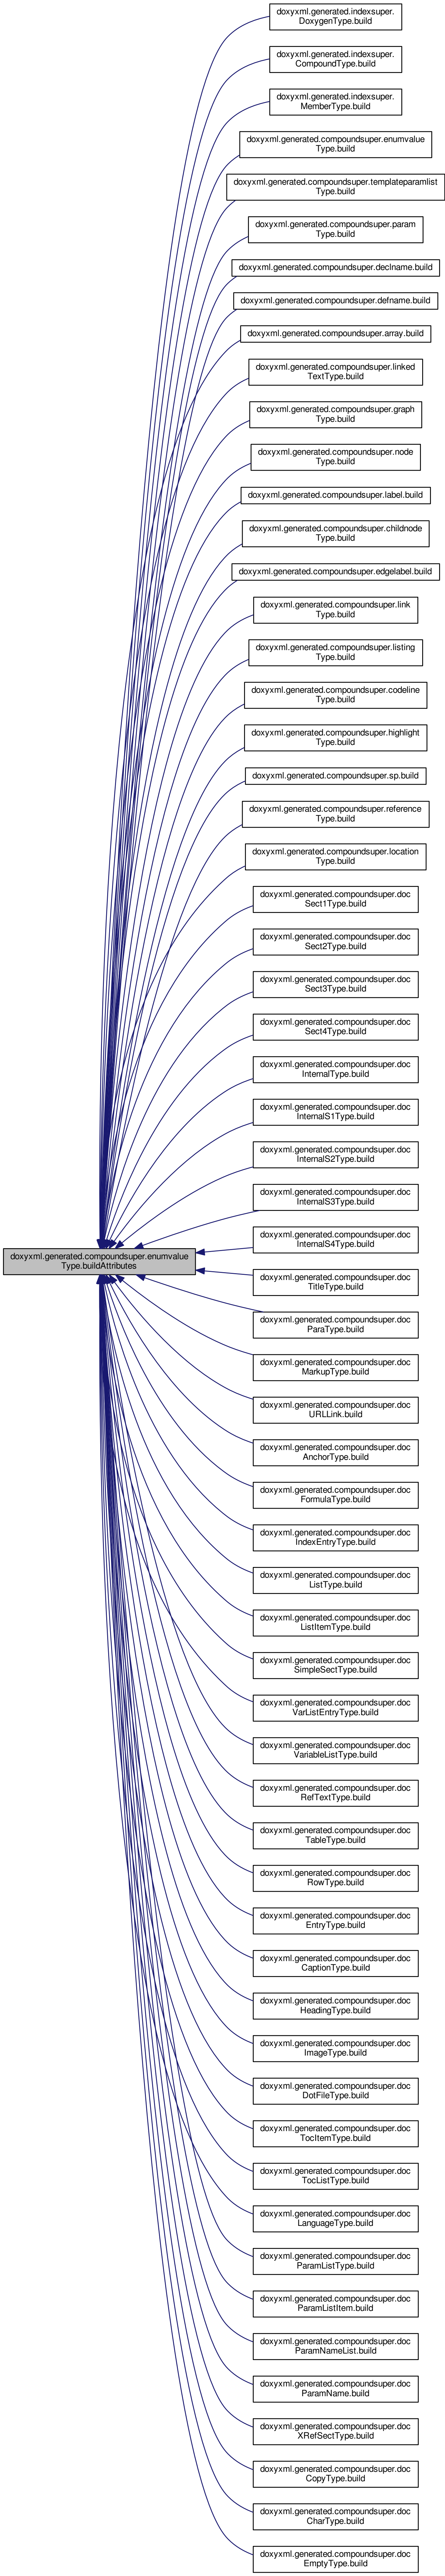 doxyxml.generated.indexsuper.
DoxygenType.build
doxyxml.generated.indexsuper.
CompoundType.build
doxyxml.generated.indexsuper.
MemberType.build
doxyxml.generated.compoundsuper.enumvalue
Type.build
doxyxml.generated.compoundsuper.templateparamlist
Type.build
doxyxml.generated.compoundsuper.param
Type.build
doxyxml.generated.compoundsuper.declname.build
doxyxml.generated.compoundsuper.defname.build
doxyxml.generated.compoundsuper.array.build
doxyxml.generated.compoundsuper.linked
TextType.build
doxyxml.generated.compoundsuper.graph
Type.build
doxyxml.generated.compoundsuper.node
Type.build
doxyxml.generated.compoundsuper.label.build
doxyxml.generated.compoundsuper.childnode
Type.build
doxyxml.generated.compoundsuper.edgelabel.build
doxyxml.generated.compoundsuper.link
Type.build
doxyxml.generated.compoundsuper.listing
Type.build
doxyxml.generated.compoundsuper.codeline
Type.build
doxyxml.generated.compoundsuper.highlight
Type.build
doxyxml.generated.compoundsuper.sp.build
doxyxml.generated.compoundsuper.reference
Type.build
doxyxml.generated.compoundsuper.location
Type.build
doxyxml.generated.compoundsuper.doc
Sect1Type.build
doxyxml.generated.compoundsuper.doc
Sect2Type.build
doxyxml.generated.compoundsuper.doc
Sect3Type.build
doxyxml.generated.compoundsuper.doc
Sect4Type.build
doxyxml.generated.compoundsuper.doc
InternalType.build
doxyxml.generated.compoundsuper.doc
InternalS1Type.build
doxyxml.generated.compoundsuper.doc
InternalS2Type.build
doxyxml.generated.compoundsuper.doc
InternalS3Type.build
doxyxml.generated.compoundsuper.doc
InternalS4Type.build
doxyxml.generated.compoundsuper.enumvalue
Type.buildAttributes
doxyxml.generated.compoundsuper.doc
TitleType.build
doxyxml.generated.compoundsuper.doc
ParaType.build
doxyxml.generated.compoundsuper.doc
MarkupType.build
doxyxml.generated.compoundsuper.doc
URLLink.build
doxyxml.generated.compoundsuper.doc
AnchorType.build
doxyxml.generated.compoundsuper.doc
FormulaType.build
doxyxml.generated.compoundsuper.doc
IndexEntryType.build
doxyxml.generated.compoundsuper.doc
ListType.build
doxyxml.generated.compoundsuper.doc
ListItemType.build
doxyxml.generated.compoundsuper.doc
SimpleSectType.build
doxyxml.generated.compoundsuper.doc
VarListEntryType.build
doxyxml.generated.compoundsuper.doc
VariableListType.build
doxyxml.generated.compoundsuper.doc
RefTextType.build
doxyxml.generated.compoundsuper.doc
TableType.build
doxyxml.generated.compoundsuper.doc
RowType.build
doxyxml.generated.compoundsuper.doc
EntryType.build
doxyxml.generated.compoundsuper.doc
CaptionType.build
doxyxml.generated.compoundsuper.doc
HeadingType.build
doxyxml.generated.compoundsuper.doc
ImageType.build
doxyxml.generated.compoundsuper.doc
DotFileType.build
doxyxml.generated.compoundsuper.doc
TocItemType.build
doxyxml.generated.compoundsuper.doc
TocListType.build
doxyxml.generated.compoundsuper.doc
LanguageType.build
doxyxml.generated.compoundsuper.doc
ParamListType.build
doxyxml.generated.compoundsuper.doc
ParamListItem.build
doxyxml.generated.compoundsuper.doc
ParamNameList.build
doxyxml.generated.compoundsuper.doc
ParamName.build
doxyxml.generated.compoundsuper.doc
XRefSectType.build
doxyxml.generated.compoundsuper.doc
CopyType.build
doxyxml.generated.compoundsuper.doc
CharType.build
doxyxml.generated.compoundsuper.doc
EmptyType.build